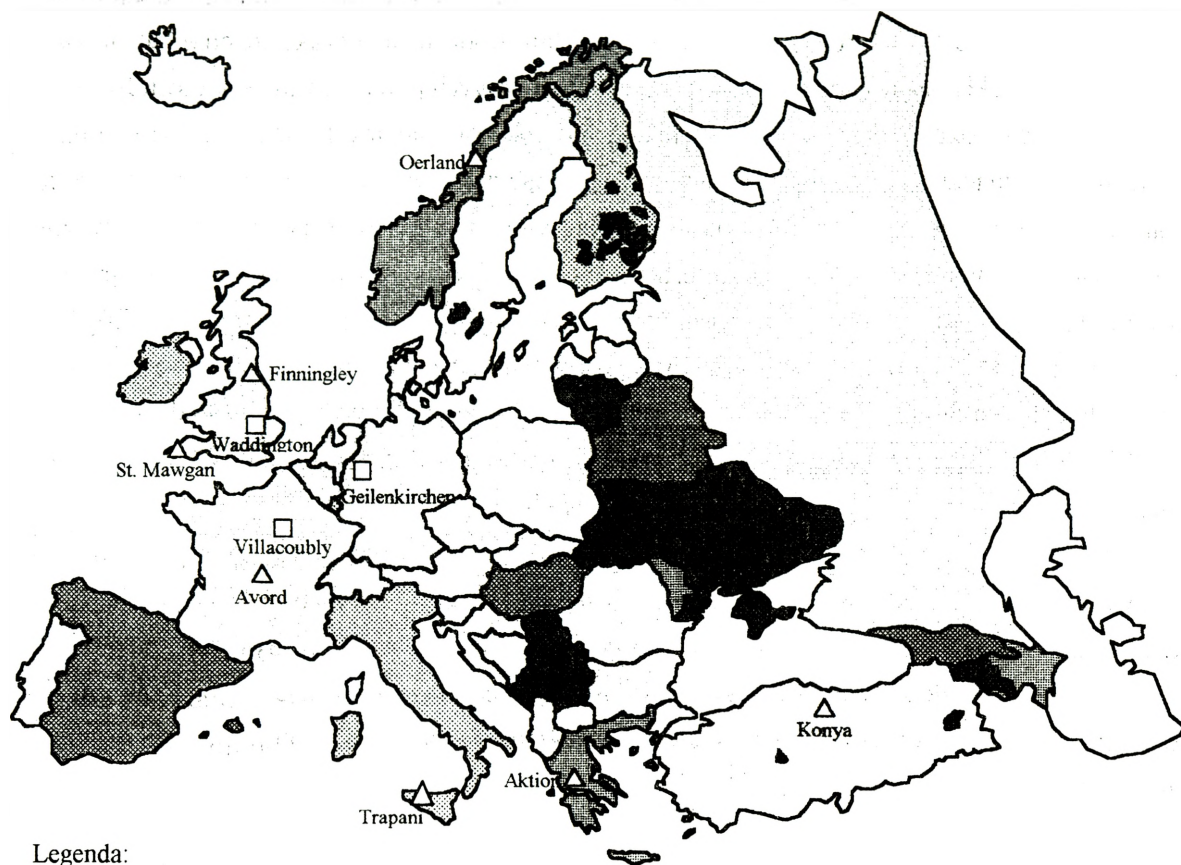 Oerland
Finningley
Waddington
St. Mawgan
Geilenkirchen
Villacoubly
Avord
Konya
Aktion
Trapani
Legenda: